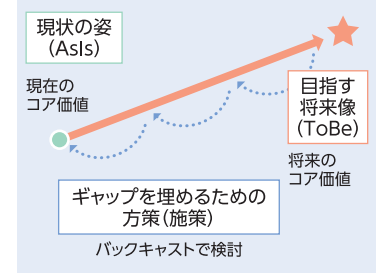 現状の姿
(AsIs)
現在の
コア価値
目指す
将来像
(ToBe)
将来の
コア価値
ギャップを埋めるための
方策(施策)
バックキャストで検討